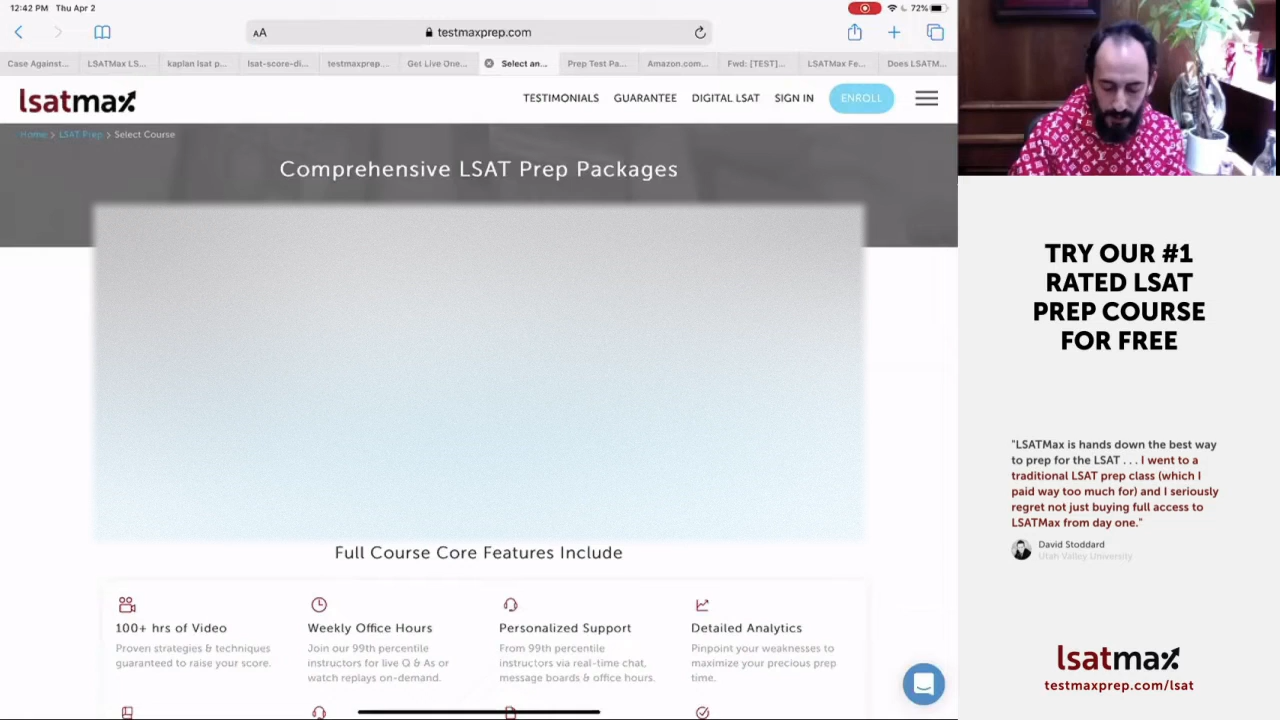 12:42 PM Thu Apr 2
72%
AA
testmaxprep.com
Case Against...
LSATMax LS...
kaplan lsat p...
lsat-score-di...
testmaxprep...
Get Live One...
Select an...
Prep Test Pa...
Amazon.com...
Fwd: [TEST]...
LSATMax Fe...
Does LSATM...
lsatmax
TESTIMONIALS
GUARANTEE
DIGITAL LSAT
SIGN IN
ENROLL
Home > LSAT Prep > Select Course
Comprehensive LSAT Prep Packages
Full Course Core Features Include
100+ hrs of Video
Proven strategies & techniques
guaranteed to raise your score.
Weekly Office Hours
Join our 99th percentile
instructors for live Q & As or
watch replays on-demand.
Personalized Support
From 99th percentile
instructors via real-time chat,
message boards & office hours.
Detailed Analytics
Pinpoint your weaknesses to
maximize your precious prep
time.
TRY OUR #1
RATED LSAT
PREP COURSE
FOR FREE
"LSATMax is hands down the best way
to prep for the LSAT . . . I went to a
traditional LSAT prep class (which I
paid way too much for) and I seriously
regret not just buying full access to
LSATMax from day one."
David Stoddard
Utah Valley University
lsatmax
testmaxprep.com/lsat